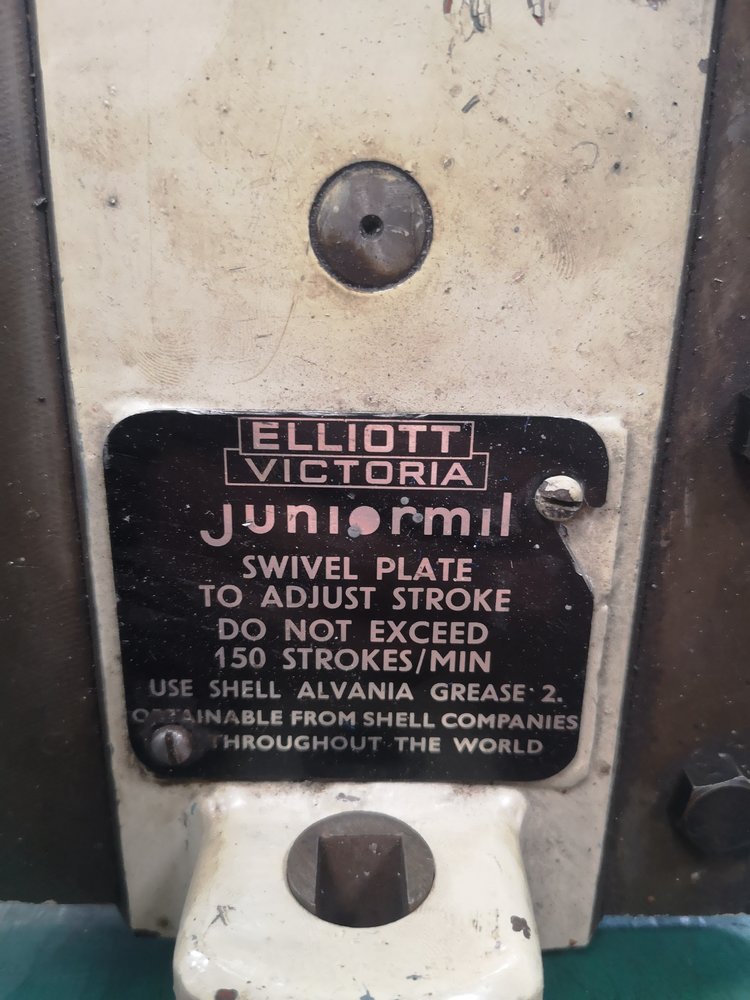 ELLIOTT
VICTORIA
juniormil
SWIVEL PLATE
TO ADJUST STROKE
DO NOT EXCEED
150 STROKES/MIN
USE SHELL ALVANIA GREASE 2.
OBTAINABLE FROM SHELL COMPANIES
THROUGHOUT THE WORLD